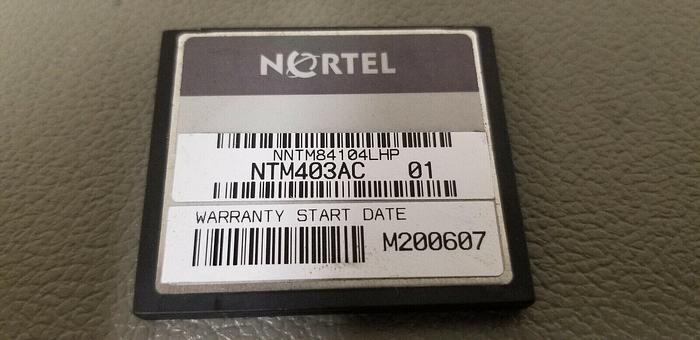 NORTEL
NNTM84104LHP
NTM403AC 01
WARRANTY START DATE
M200607